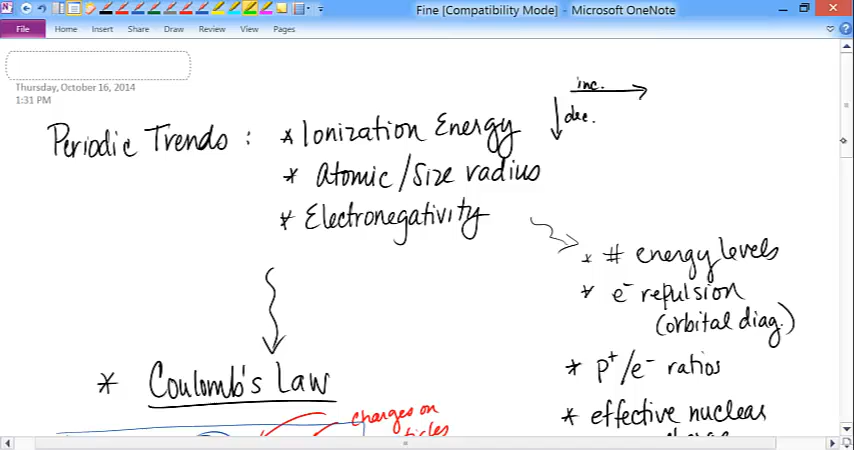 Fine [Compatibility Mode] - Microsoft OneNote
File Home Insert Share Draw Review View Pages
Thursday, October 16, 2014
1:31 PM
inc.
dec.
Periodic Trends : * Ionization Energy
* Atomic/Size radius
* Electronegativity
* # energy levels
* e⁻ repulsion
(orbital diag.)
* p⁺/e⁻ ratios
* effective nuclear
* Coulomb's Law
charges on